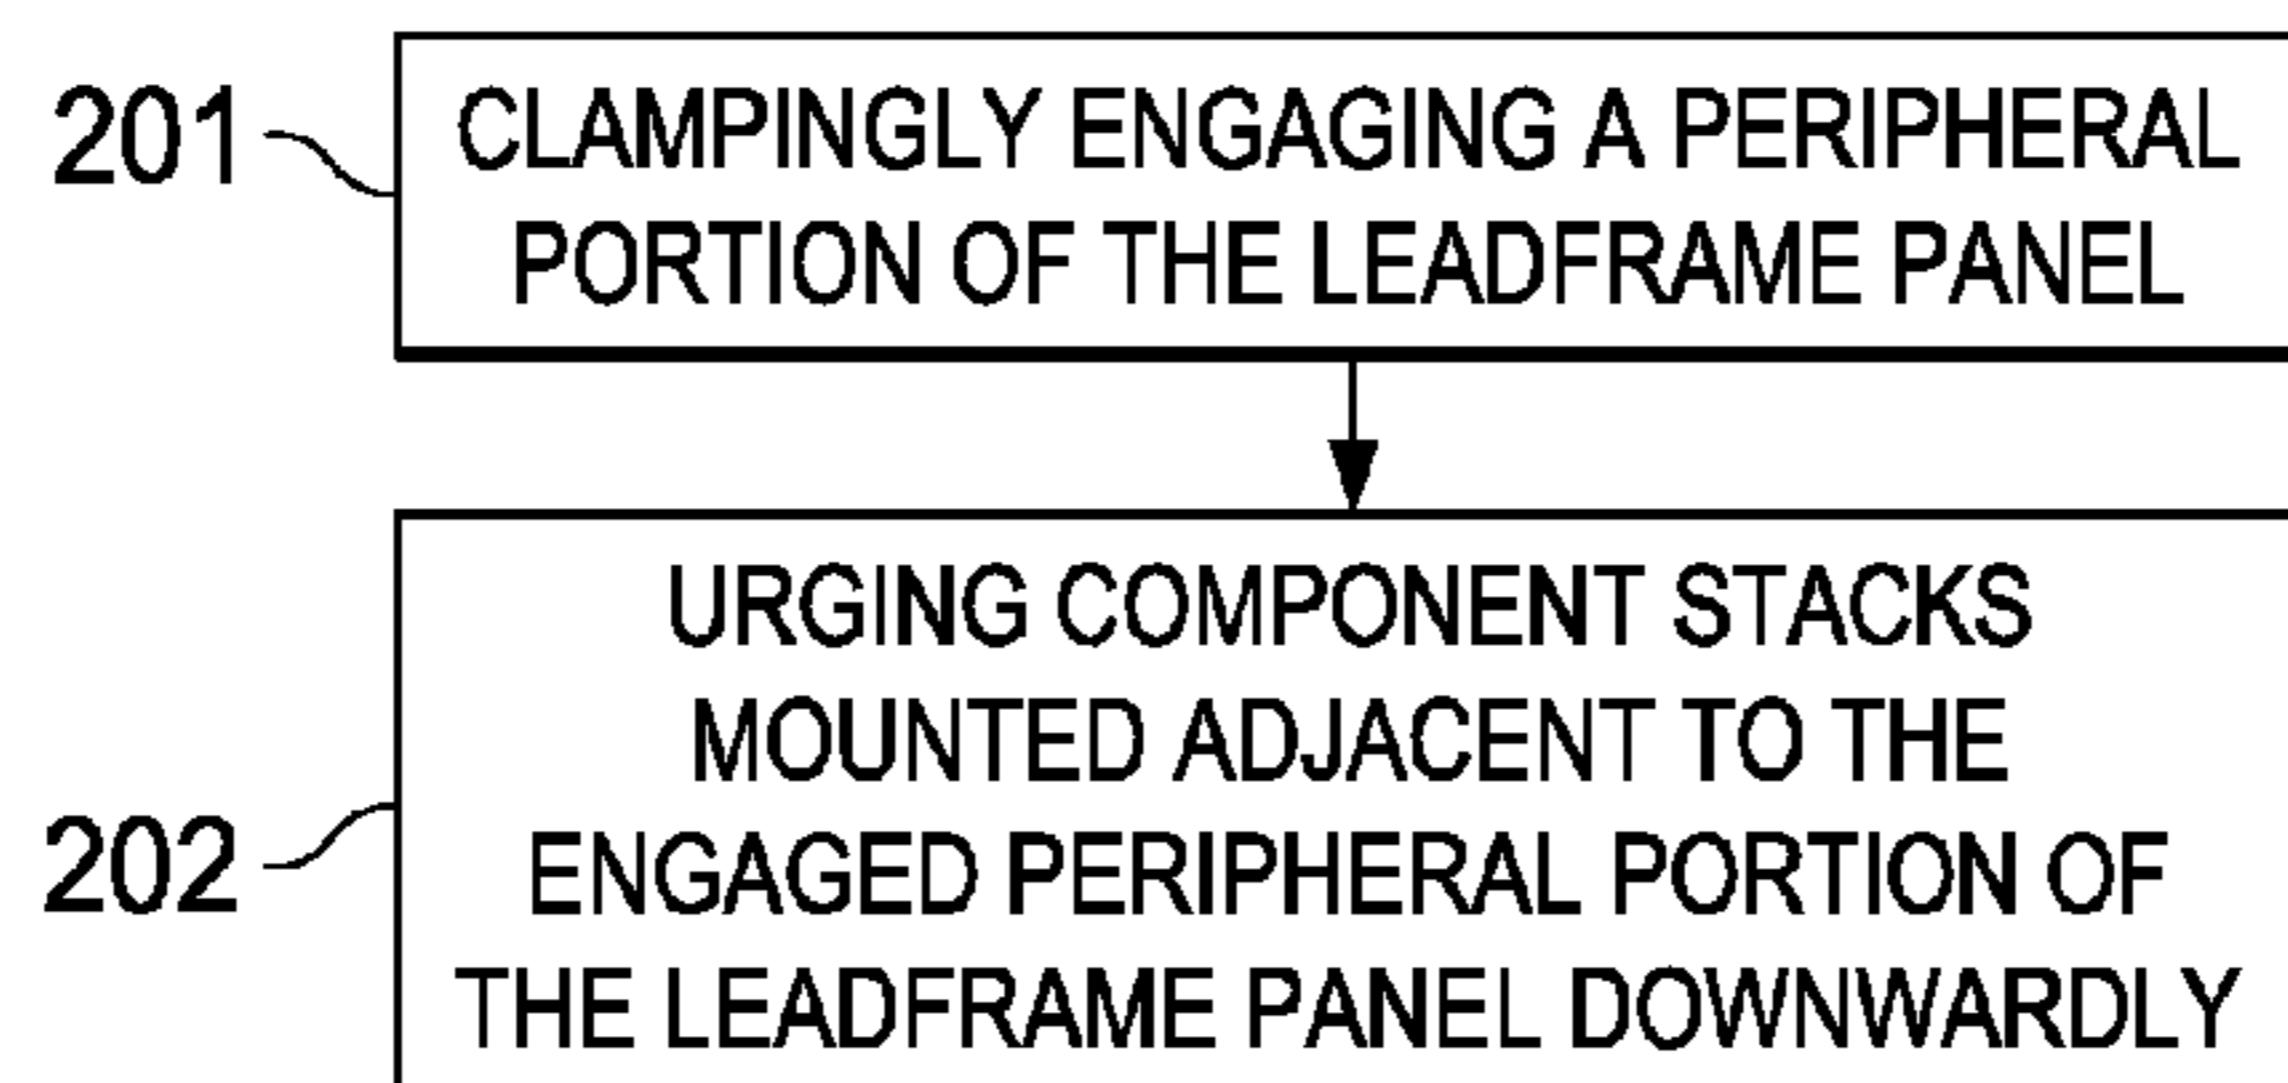 201
CLAMPINGLY ENGAGING A PERIPHERAL
PORTION OF THE LEADFRAME PANEL
202
URGING COMPONENT STACKS
MOUNTED ADJACENT TO THE
ENGAGED PERIPHERAL PORTION OF
THE LEADFRAME PANEL DOWNWARDLY